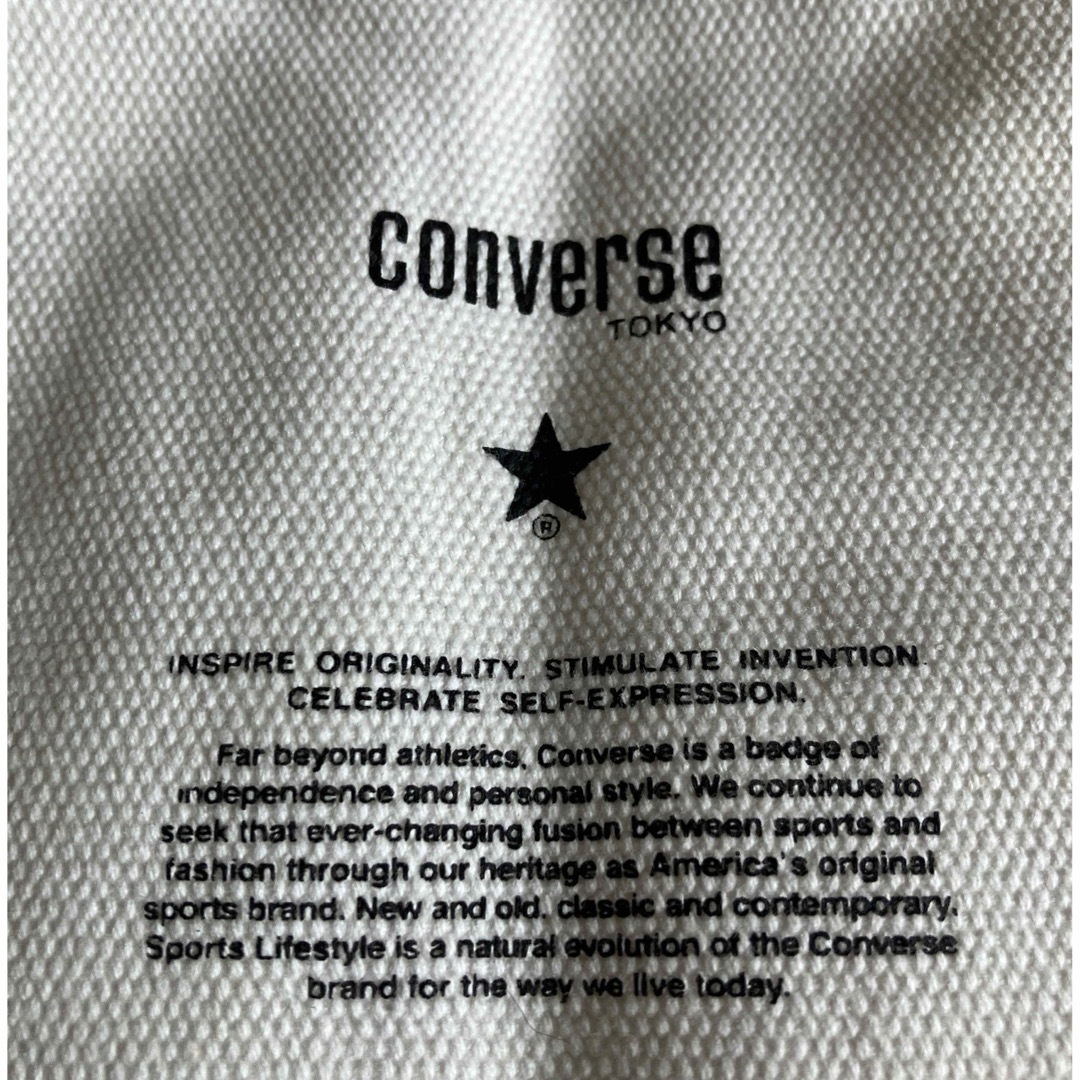 converse
TOKYO
®
INSPIRE ORIGINALITY. STIMULATE INVENTION.
CELEBRATE SELF-EXPRESSION.
Far beyond athletics, Converse is a badge of
independence and personal style. We continue to
seek that ever-changing fusion between sports and
fashion through our heritage as America's original
sports brand. New and old, classic and contemporary,
Sports Lifestyle is a natural evolution of the Converse
brand for the way we live today.